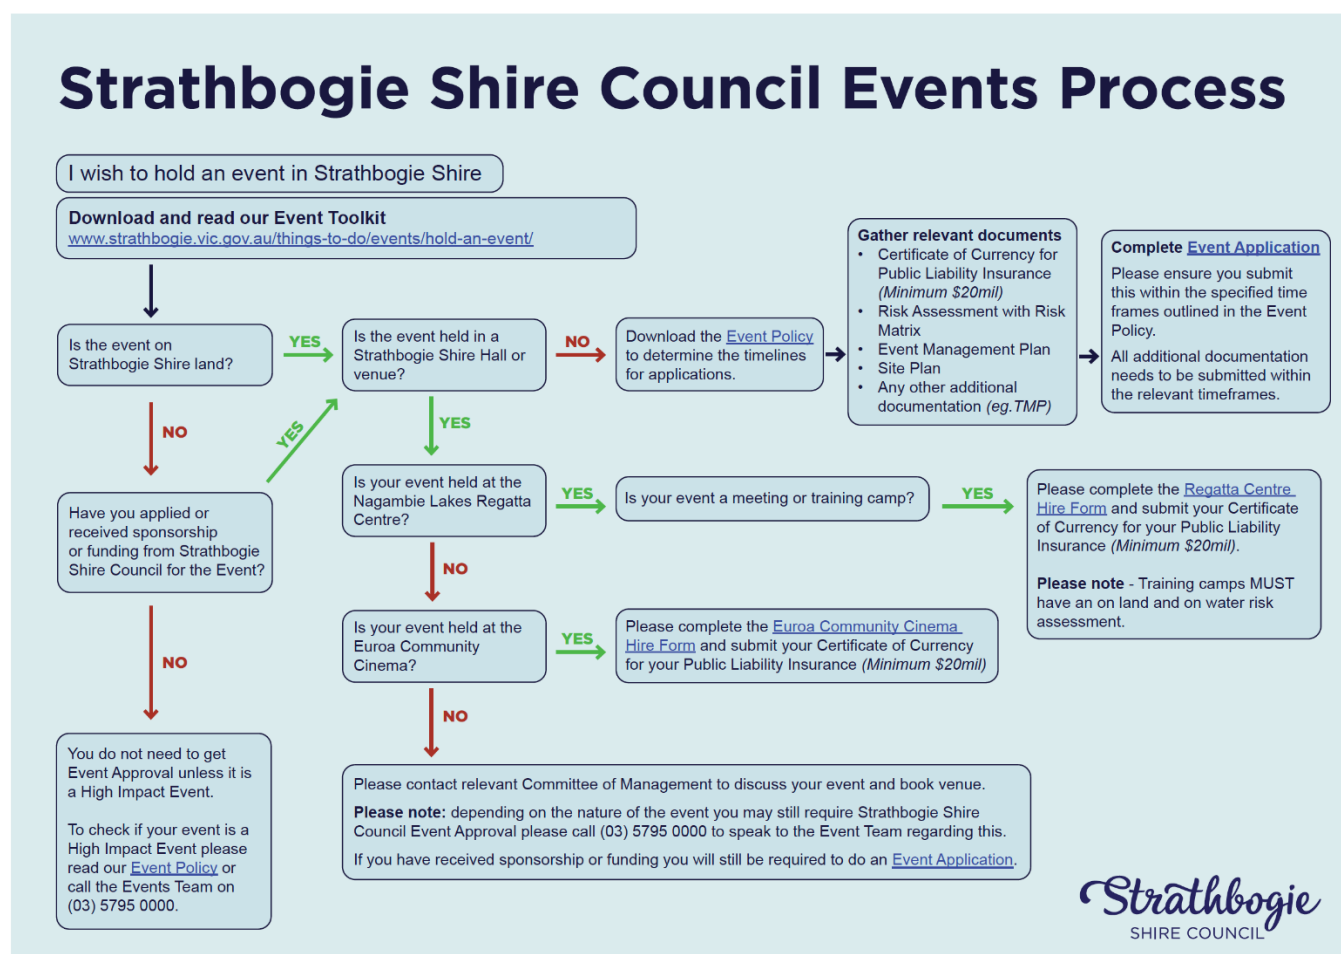 Strathbogie Shire Council Events Process
I wish to hold an event in Strathbogie Shire
Download and read our Event Toolkit
www.strathbogie.vic.gov.au/things-to-do/events/hold-an-event/
Is the event on
Strathbogie Shire land?
YES
Is the event held in a
Strathbogie Shire Hall or
venue?
NO
Download the Event Policy
to determine the timelines
for applications.
Gather relevant documents
• Certificate of Currency for
Public Liability Insurance
(Minimum $20mil)
• Risk Assessment with Risk
Matrix
• Event Management Plan
• Site Plan
• Any other additional
documentation (eg.TMP)
Complete Event Application
Please ensure you submit
this within the specified time
frames outlined in the Event
Policy.
All additional documentation
needs to be submitted within
the relevant timeframes.
NO
YES
YES
Have you applied or
received sponsorship
or funding from Strathbogie
Shire Council for the Event?
Is your event held at the
Nagambie Lakes Regatta
Centre?
YES
Is your event a meeting or training camp?
YES
Please complete the Regatta Centre
Hire Form and submit your Certificate
of Currency for your Public Liability
Insurance (Minimum $20mil).
Please note - Training camps MUST
have an on land and on water risk
assessment.
NO
NO
Is your event held at the
Euroa Community
Cinema?
YES
Please complete the Euroa Community Cinema
Hire Form and submit your Certificate of Currency
for your Public Liability Insurance (Minimum $20mil)
NO
You do not need to get
Event Approval unless it is
a High Impact Event.
To check if your event is a
High Impact Event please
read our Event Policy or
call the Events Team on
(03) 5795 0000.
Please contact relevant Committee of Management to discuss your event and book venue.
Please note: depending on the nature of the event you may still require Strathbogie Shire
Council Event Approval please call (03) 5795 0000 to speak to the Event Team regarding this.
If you have received sponsorship or funding you will still be required to do an Event Application.
Strathbogie
SHIRE COUNCIL